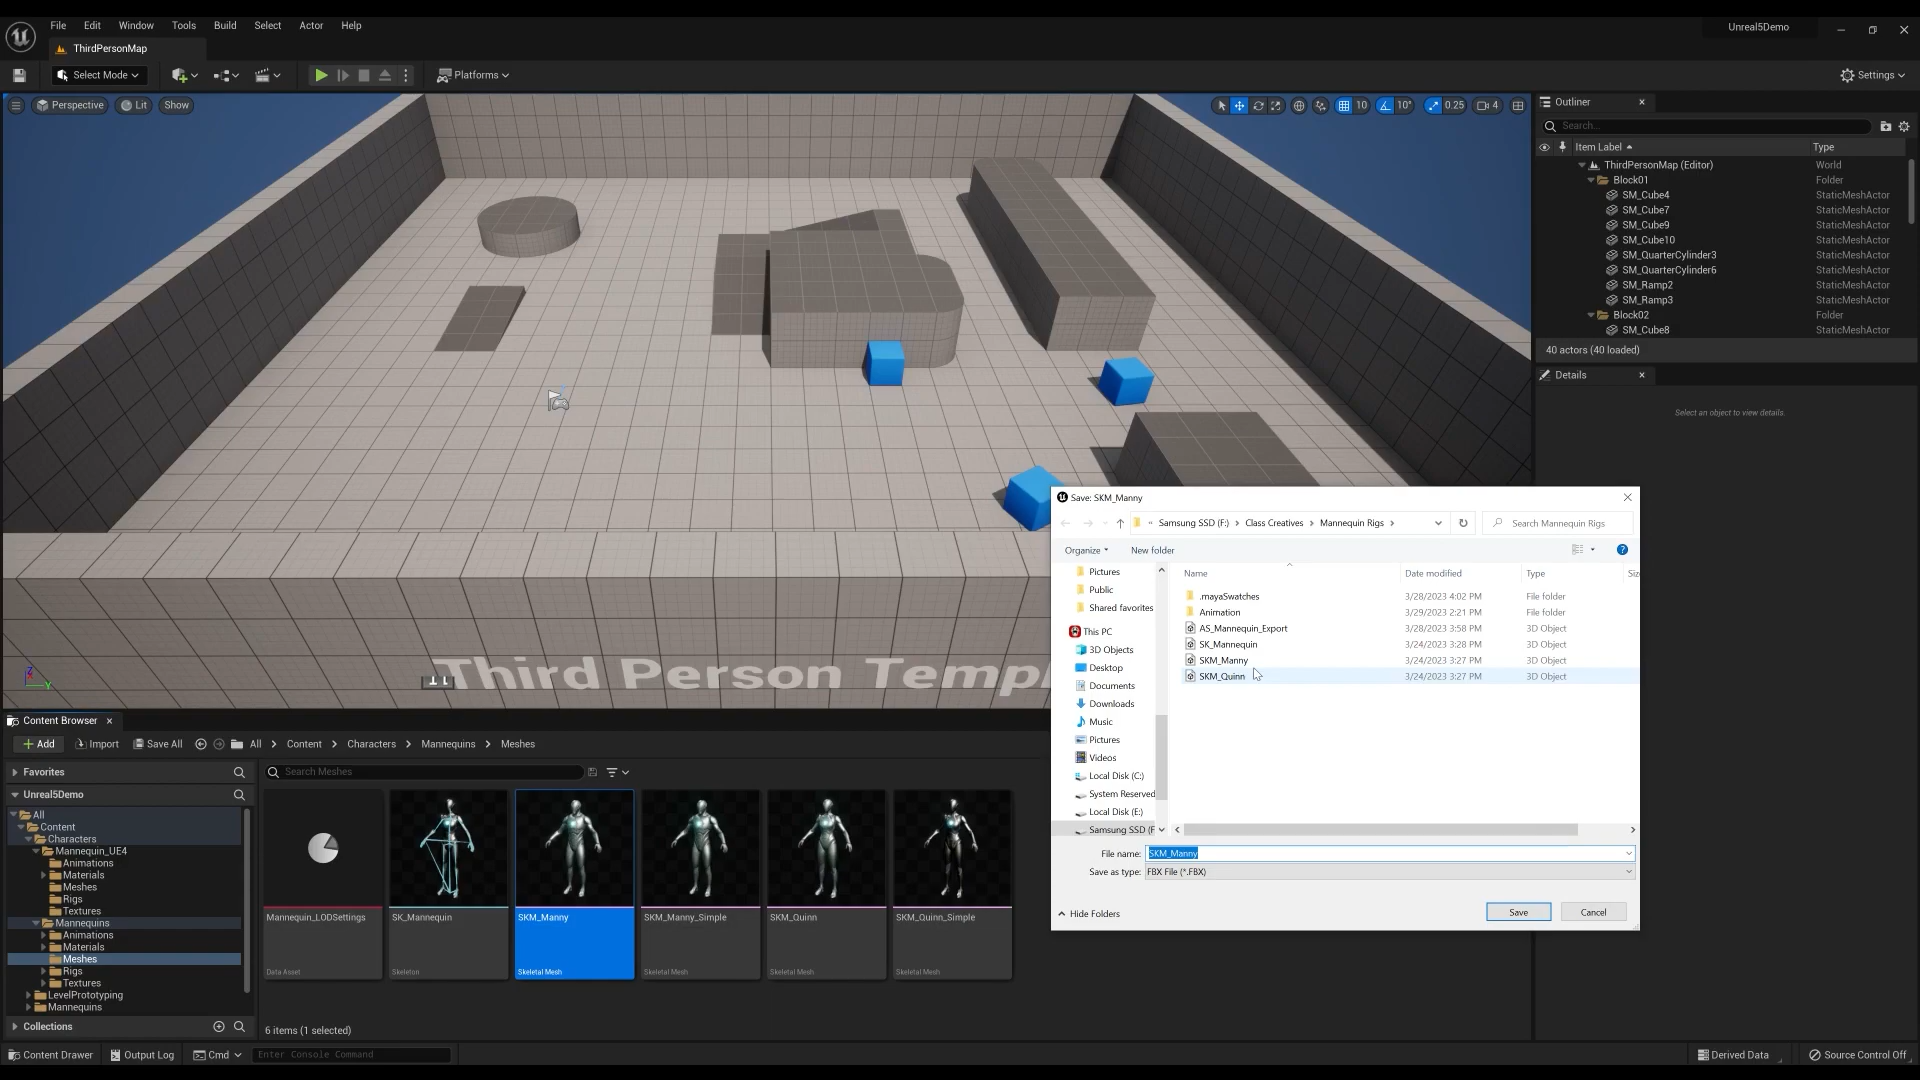 File Edit Window Tools Build Select Actor Help
Unreal5Demo
ThirdPersonMap
Select Mode
Platforms
Settings
Perspective Lit Show
10 10° 0.25 4
Outliner
Search...
Item Label Type
ThirdPersonMap (Editor) World
Block01 Folder
SM_Cube4 StaticMeshActor
SM_Cube7 StaticMeshActor
SM_Cube9 StaticMeshActor
SM_Cube10 StaticMeshActor
SM_QuarterCylinder3 StaticMeshActor
SM_QuarterCylinder6 StaticMeshActor
SM_Ramp2 StaticMeshActor
SM_Ramp3 StaticMeshActor
Block02 Folder
SM_Cube8 StaticMeshActor
40 actors (40 loaded)
Details
Select an object to view details.
Third Person Templ
Save: SKM_Manny
« Samsung SSD (F:) > Class Creatives > Mannequin Rigs >
Search Mannequin Rigs
Organize New folder
Name Date modified Type Siz
.mayaSwatches 3/28/2023 4:02 PM File folder
Animation 3/29/2023 2:21 PM File folder
AS_Mannequin_Export 3/28/2023 3:58 PM 3D Object
SK_Mannequin 3/24/2023 3:28 PM 3D Object
SKM_Manny 3/24/2023 3:27 PM 3D Object
SKM_Quinn 3/24/2023 3:27 PM 3D Object
Pictures
Public
Shared favorites
This PC
3D Objects
Desktop
Documents
Downloads
Music
Pictures
Videos
Local Disk (C:)
System Reserved
Local Disk (E:)
Samsung SSD (F
File name: SKM_Manny
Save as type: FBX File (*.FBX)
Hide Folders
Save Cancel
Content Browser
Add Import Save All All > Content > Characters > Mannequins > Meshes
Favorites
Unreal5Demo
All
Content
Characters
Mannequin_UE4
Animations
Materials
Meshes
Rigs
Textures
Mannequins
Animations
Materials
Meshes
Rigs
Textures
LevelPrototyping
Mannequins
Collections
Search Meshes
Mannequin_LODSettings
Data Asset
SK_Mannequin
Skeleton
SKM_Manny
Skeletal Mesh
SKM_Manny_Simple
Skeletal Mesh
SKM_Quinn
Skeletal Mesh
SKM_Quinn_Simple
Skeletal Mesh
6 items (1 selected)
Content Drawer Output Log Cmd Enter Console Command
Derived Data Source Control Off